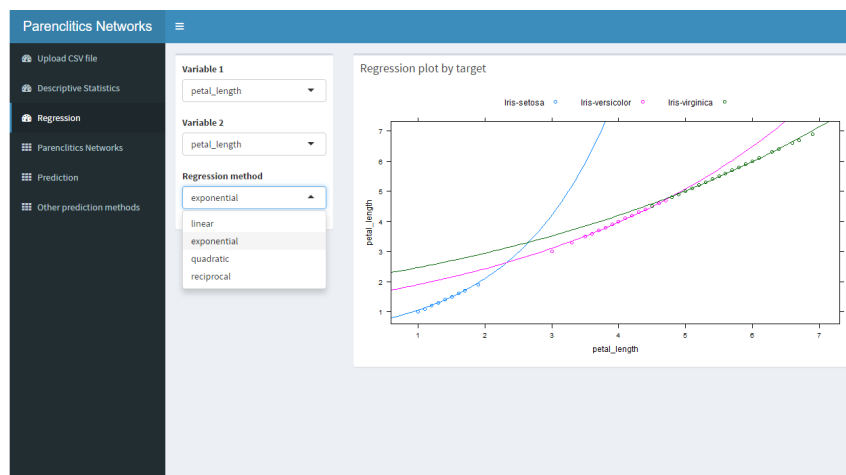 Parenclitics Networks
Upload CSV file
Descriptive Statistics
Regression
Parenclitics Networks
Prediction
Other prediction methods
Variable 1
petal_length
Variable 2
petal_length
Regression method
exponential
linear
exponential
quadratic
reciprocal
Regression plot by target
Iris-setosa Iris-versicolor Iris-virginica
petal_length
7
6
5
4
3
2
1
1 2 3 4 5 6 7
petal_length